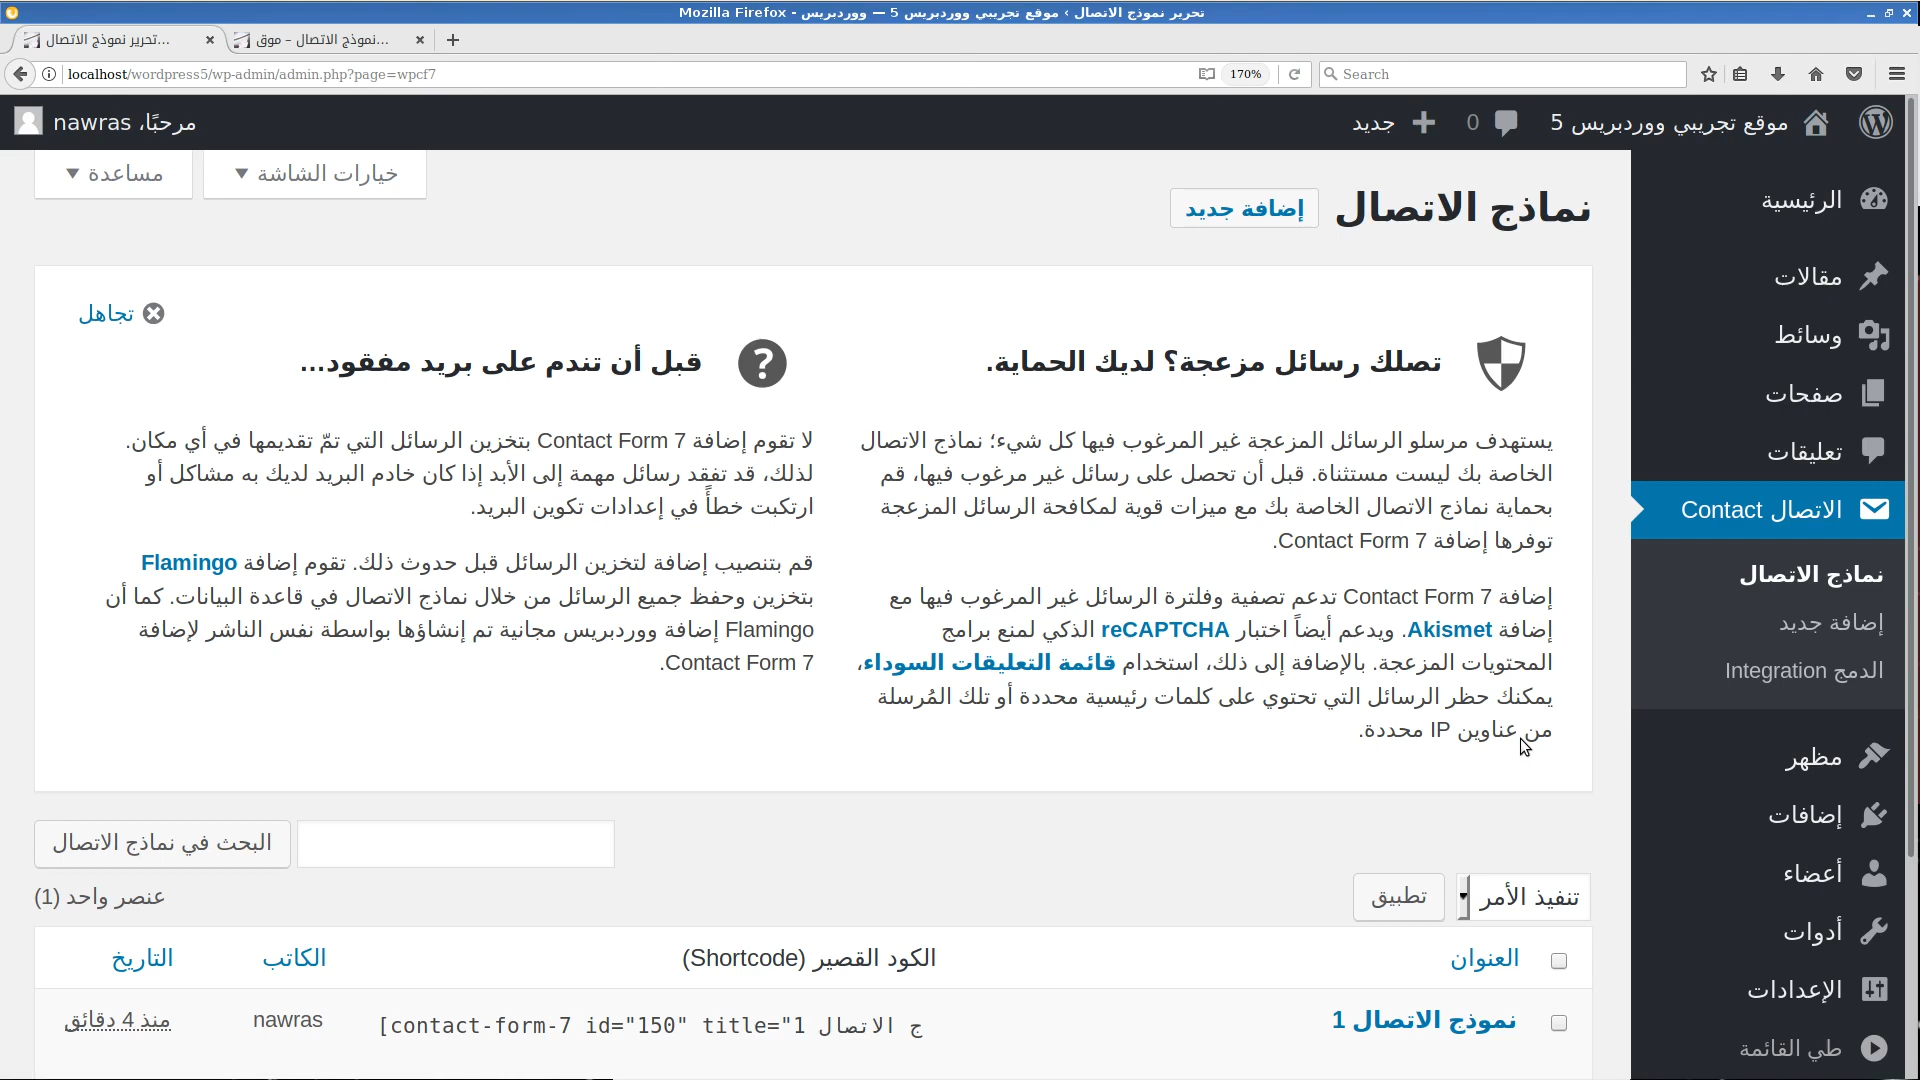 تحرير نموذج الاتصال ‹ موقع تجريبي ووردبريس 5 — ووردبريس - Mozilla Firefox
تحرير نموذج الاتصال...
نموذج الاتصال – موق...
localhost/wordpress5/wp-admin/admin.php?page=wpcf7
170%
Search
موقع تجريبي ووردبريس 5
0
جديد
مرحبًا، nawras
الرئيسية
مقالات
وسائط
صفحات
تعليقات
الاتصال Contact
نماذج الاتصال
إضافة جديد
الدمج Integration
مظهر
إضافات
أعضاء
أدوات
الإعدادات
طي القائمة
خيارات الشاشة
مساعدة
نماذج الاتصال
إضافة جديد
تجاهل
تصلك رسائل مزعجة؟ لديك الحماية.
يستهدف مرسلو الرسائل المزعجة غير المرغوب فيها كل شيء؛ نماذج الاتصال
الخاصة بك ليست مستثناة. قبل أن تحصل على رسائل غير مرغوب فيها، قم
بحماية نماذج الاتصال الخاصة بك مع ميزات قوية لمكافحة الرسائل المزعجة
توفرها إضافة Contact Form 7.
إضافة Contact Form 7 تدعم تصفية وفلترة الرسائل غير المرغوب فيها مع
إضافة Akismet. ويدعم أيضاً اختبار reCAPTCHA الذكي لمنع برامج
المحتويات المزعجة. بالإضافة إلى ذلك، استخدام قائمة التعليقات السوداء،
يمكنك حظر الرسائل التي تحتوي على كلمات رئيسية محددة أو تلك المُرسلة
من عناوين IP محددة.
قبل أن تندم على بريد مفقود...
لا تقوم إضافة Contact Form 7 بتخزين الرسائل التي تمّ تقديمها في أي مكان.
لذلك، قد تفقد رسائل مهمة إلى الأبد إذا كان خادم البريد لديك به مشاكل أو
ارتكبت خطأً في إعدادات تكوين البريد.
قم بتنصيب إضافة لتخزين الرسائل قبل حدوث ذلك. تقوم إضافة Flamingo
بتخزين وحفظ جميع الرسائل من خلال نماذج الاتصال في قاعدة البيانات. كما أن
Flamingo إضافة ووردبريس مجانية تم إنشاؤها بواسطة نفس الناشر لإضافة
Contact Form 7.
البحث في نماذج الاتصال
تنفيذ الأمر
تطبيق
عنصر واحد (1)
العنوان
الكود القصير (Shortcode)
الكاتب
التاريخ
نموذج الاتصال 1
[contact-form-7 id="150" title="ج الاتصال 1
nawras
منذ 4 دقائق